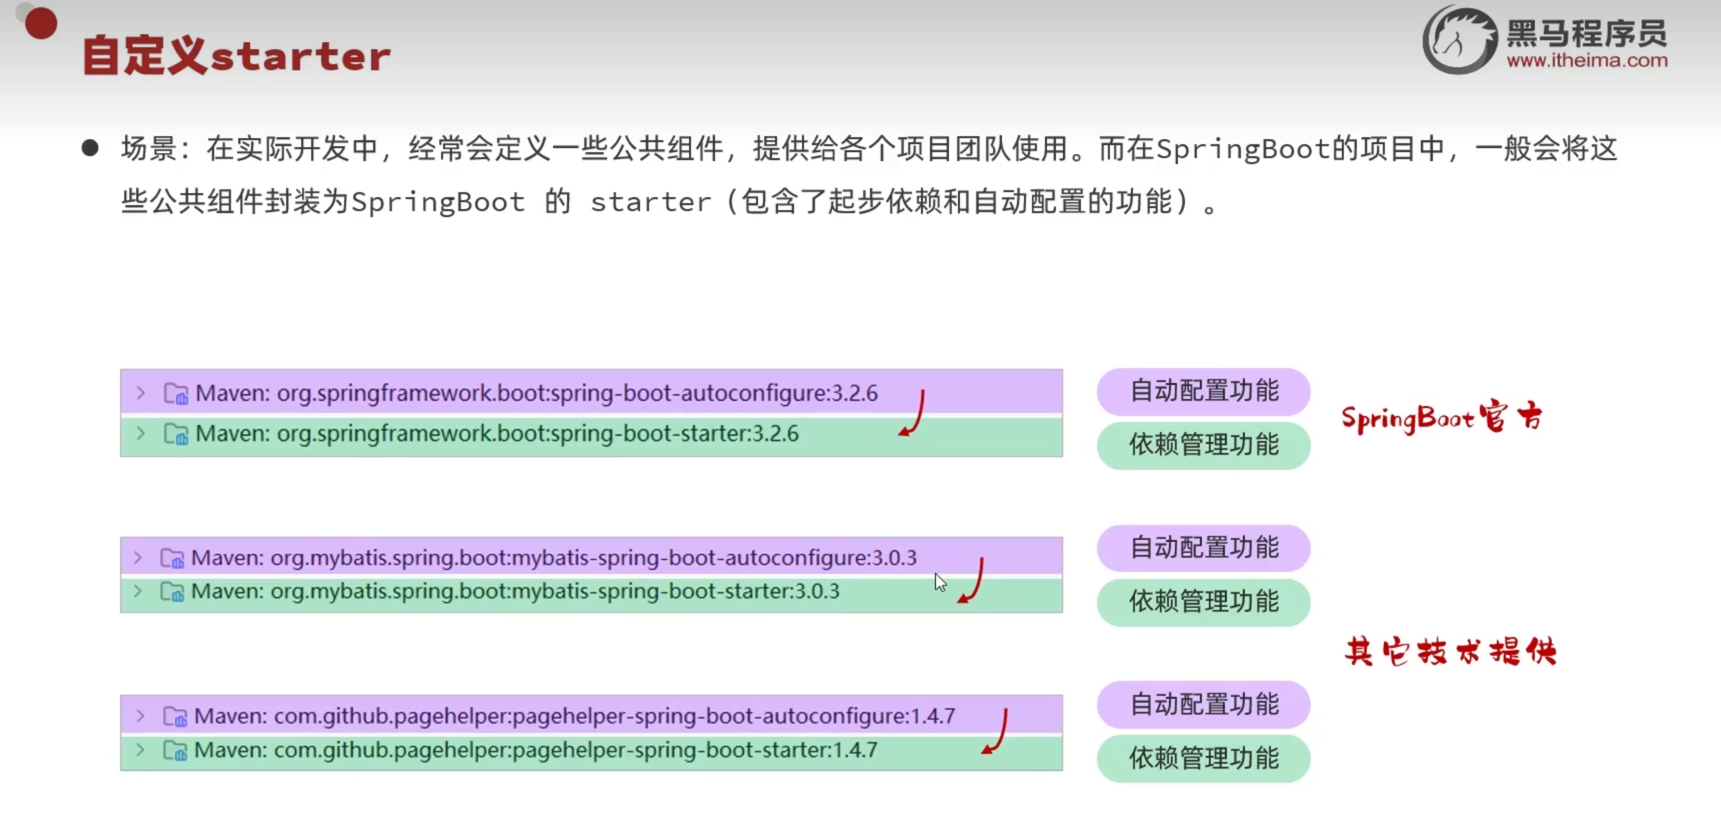 自定义starter
黑马程序员
www.itheima.com
场景：在实际开发中，经常会定义一些公共组件，提供给各个项目团队使用。而在SpringBoot的项目中，一般会将这
些公共组件封装为SpringBoot 的 starter（包含了起步依赖和自动配置的功能）。
Maven: org.springframework.boot:spring-boot-autoconfigure:3.2.6
自动配置功能
Maven: org.springframework.boot:spring-boot-starter:3.2.6
依赖管理功能
SpringBoot官方
Maven: org.mybatis.spring.boot:mybatis-spring-boot-autoconfigure:3.0.3
自动配置功能
Maven: org.mybatis.spring.boot:mybatis-spring-boot-starter:3.0.3
依赖管理功能
其它技术提供
Maven: com.github.pagehelper:pagehelper-spring-boot-autoconfigure:1.4.7
自动配置功能
Maven: com.github.pagehelper:pagehelper-spring-boot-starter:1.4.7
依赖管理功能